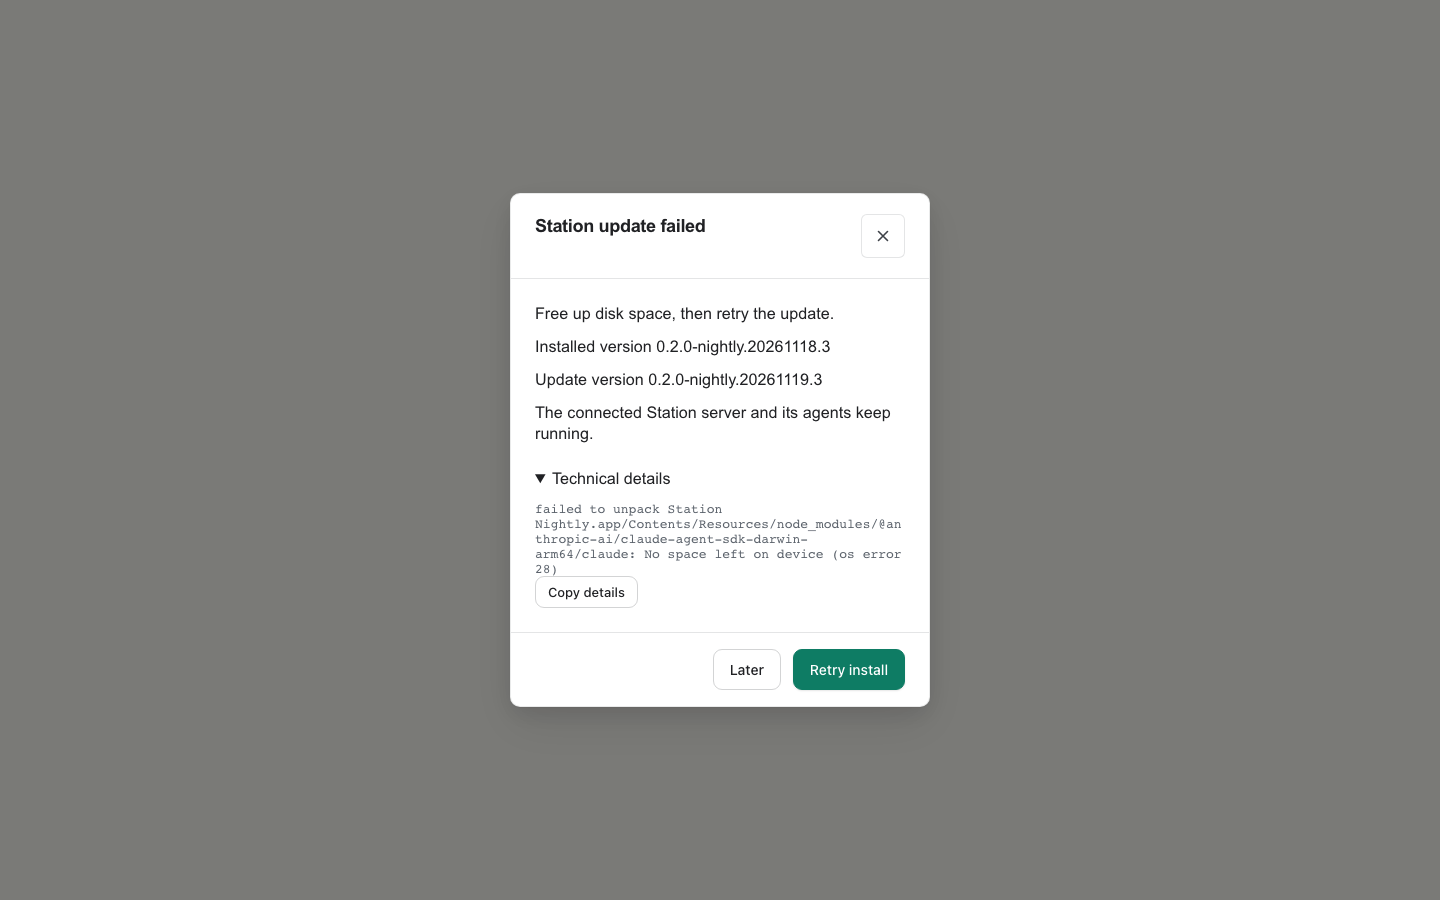 Station update failed
Free up disk space, then retry the update.
Installed version 0.2.0-nightly.20261118.3
Update version 0.2.0-nightly.20261119.3
The connected Station server and its agents keep
running.
▼ Technical details
failed to unpack Station
Nightly.app/Contents/Resources/node_modules/@an
thropic-ai/claude-agent-sdk-darwin-
arm64/claude: No space left on device (os error
28)
Copy details
Later
Retry install